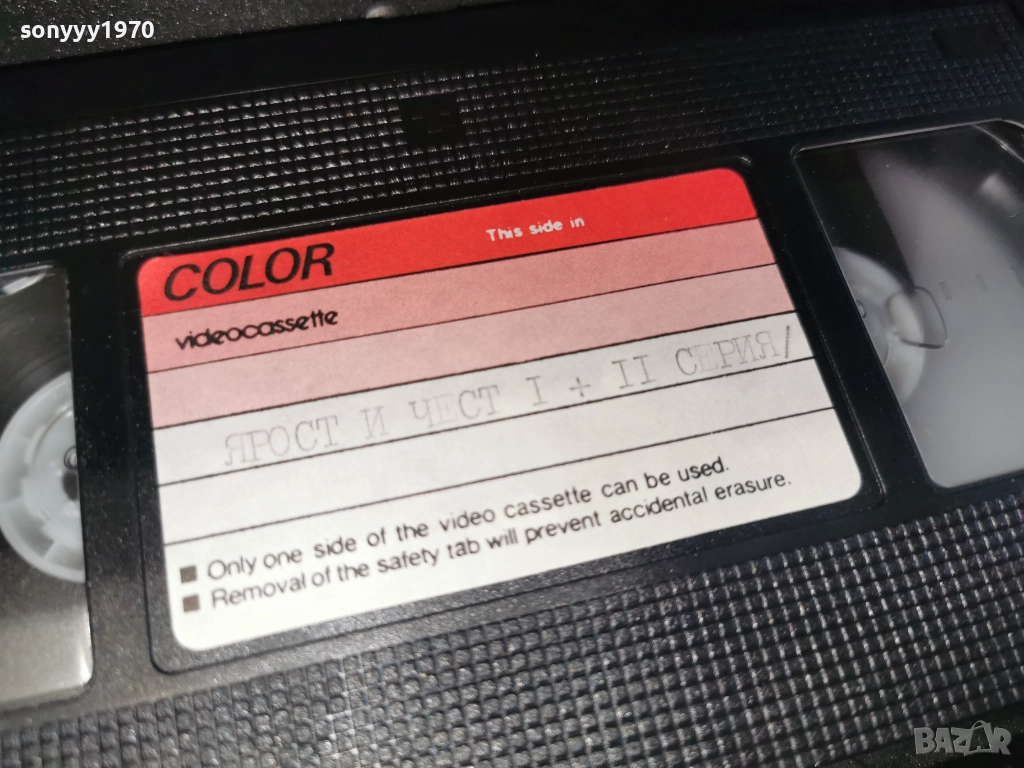 sonyyy1970
COLOR
This side in
videocassette
ЯРОСТ И ЧЕСТ I + II СЕРИЯ/
■ Only one side of the video cassette can be used.
■ Removal of the safety tab will prevent accidental erasure.
BAZAR